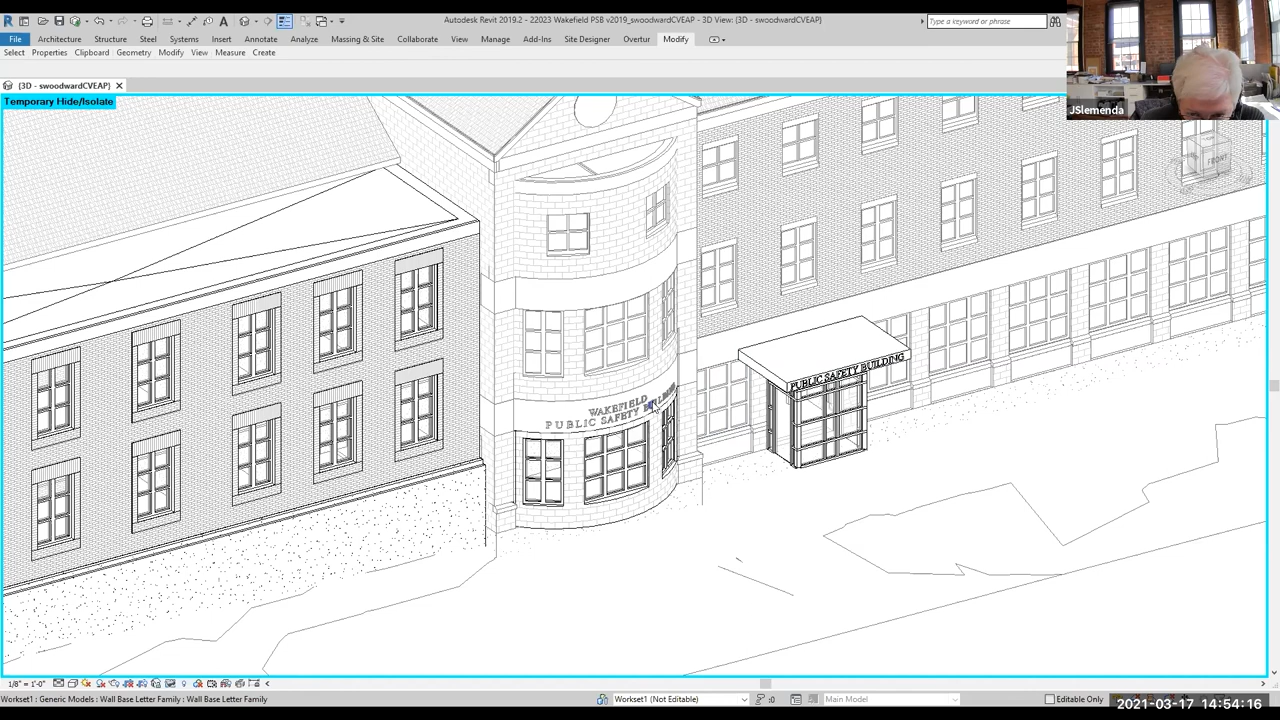 Autodesk Revit 2019.2 - 22023 Wakefield PSB v2019_swoodwardCVEAP - 3D View: {3D - swoodwardCVEAP}
Type a keyword or phrase
File Architecture Structure Steel Systems Insert Annotate Analyze Massing & Site Collaborate View Manage Add-Ins Site Designer Overtur Modify
Select Properties Clipboard Geometry Modify View Measure Create
{3D - swoodwardCVEAP}
Temporary Hide/Isolate
JSlemenda
FRONT
PUBLIC SAFETY BUILDING
WAKEFIELD
PUBLIC SAFETY
1/8" = 1'-0"
Workset1 : Generic Models : Wall Base Letter Family : Wall Base Letter Family
Workset1 (Not Editable)
:0
Main Model
Editable Only
2021-03-17 14:54:16